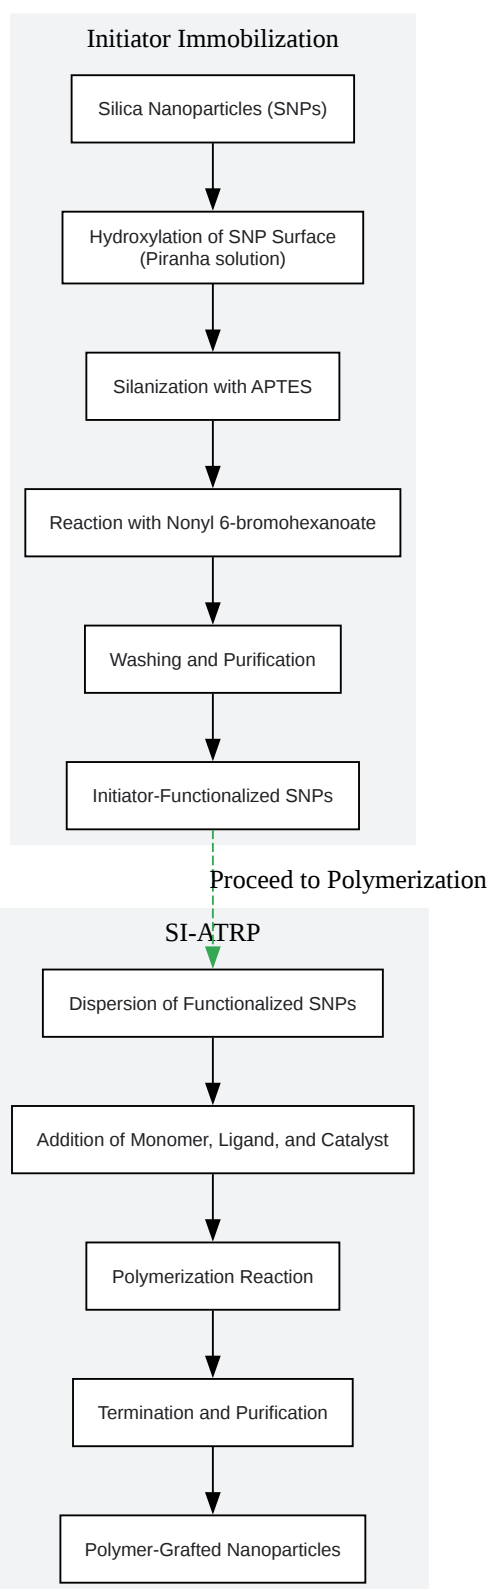 Initiator Immobilization
Silica Nanoparticles (SNPs)
Hydroxylation of SNP Surface
(Piranha solution)
Silanization with APTES
Reaction with Nonyl 6-bromohexanoate
Washing and Purification
Initiator-Functionalized SNPs
Proceed to Polymerization
SI-ATRP
Dispersion of Functionalized SNPs
Addition of Monomer, Ligand, and Catalyst
Polymerization Reaction
Termination and Purification
Polymer-Grafted Nanoparticles